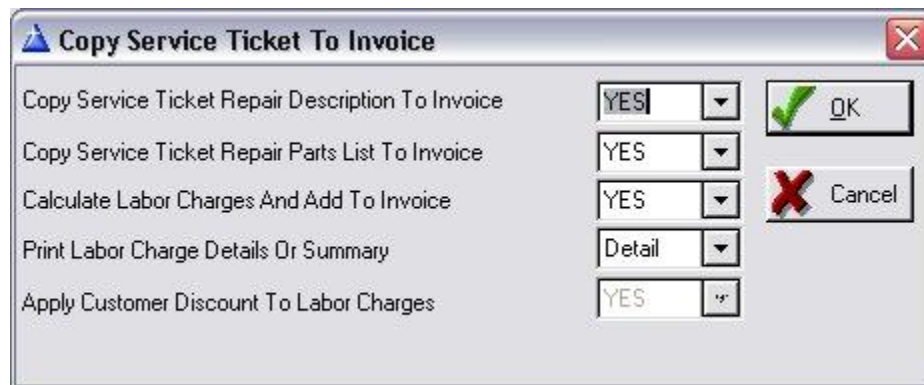 Copy Service Ticket To Invoice
Copy Service Ticket Repair Description To Invoice YES OK
Copy Service Ticket Repair Parts List To Invoice YES
Calculate Labor Charges And Add To Invoice YES Cancel
Print Labor Charge Details Or Summary Detail
Apply Customer Discount To Labor Charges YES